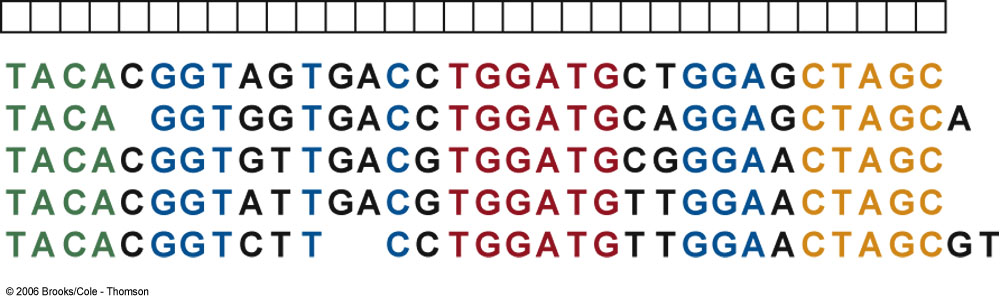 TACACGGTAGTGACCTGGATGCTGGAGCTAGC
TACA GGTGGTGACCTGGATGCAGGAGCTAGCA
TACACGGTGTTGACGTGGATGCGGGAACTAGC
TACACGGTATTGACGTGGATGTTGGAACTAGC
TACACGGTCTT CCTGGATGTTGGAACTAGCGT
© 2006 Brooks/Cole - Thomson